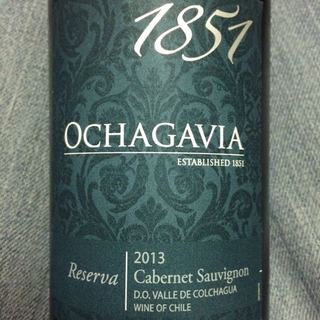 1851
OCHAGAVIA
ESTABLISHED 1851
2013
Reserva Cabernet Sauvignon
D.O. VALLE DE COLCHAGUA
WINE OF CHILE